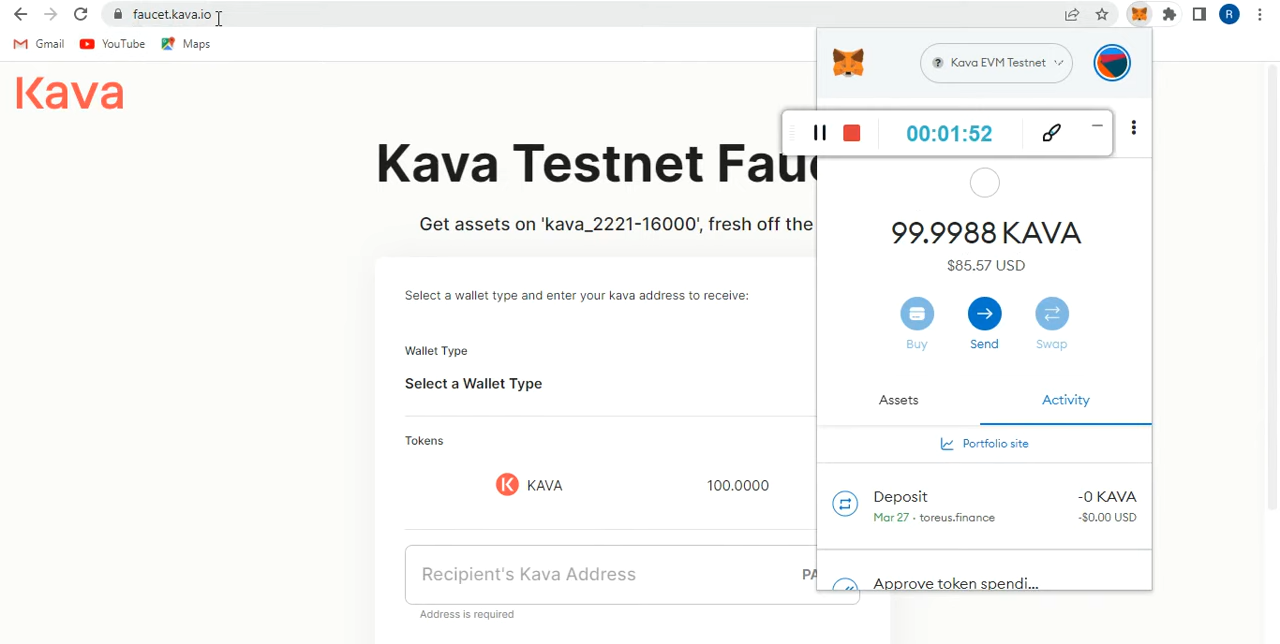 faucet.kava.io
R
Gmail
YouTube
Maps
Kava
Kava EVM Testnet
00:01:52
Kava Testnet Fau
Get assets on 'kava_2221-16000', fresh off the
Select a wallet type and enter your kava address to receive:
Wallet Type
Select a Wallet Type
Tokens
KAVA 100.0000
Recipient's Kava Address
PA
Address is required
99.9988 KAVA
$85.57 USD
Buy
Send
Swap
Assets
Activity
Portfolio site
Deposit -0 KAVA
Mar 27 · toreus.finance -$0.00 USD
Approve token spendi...